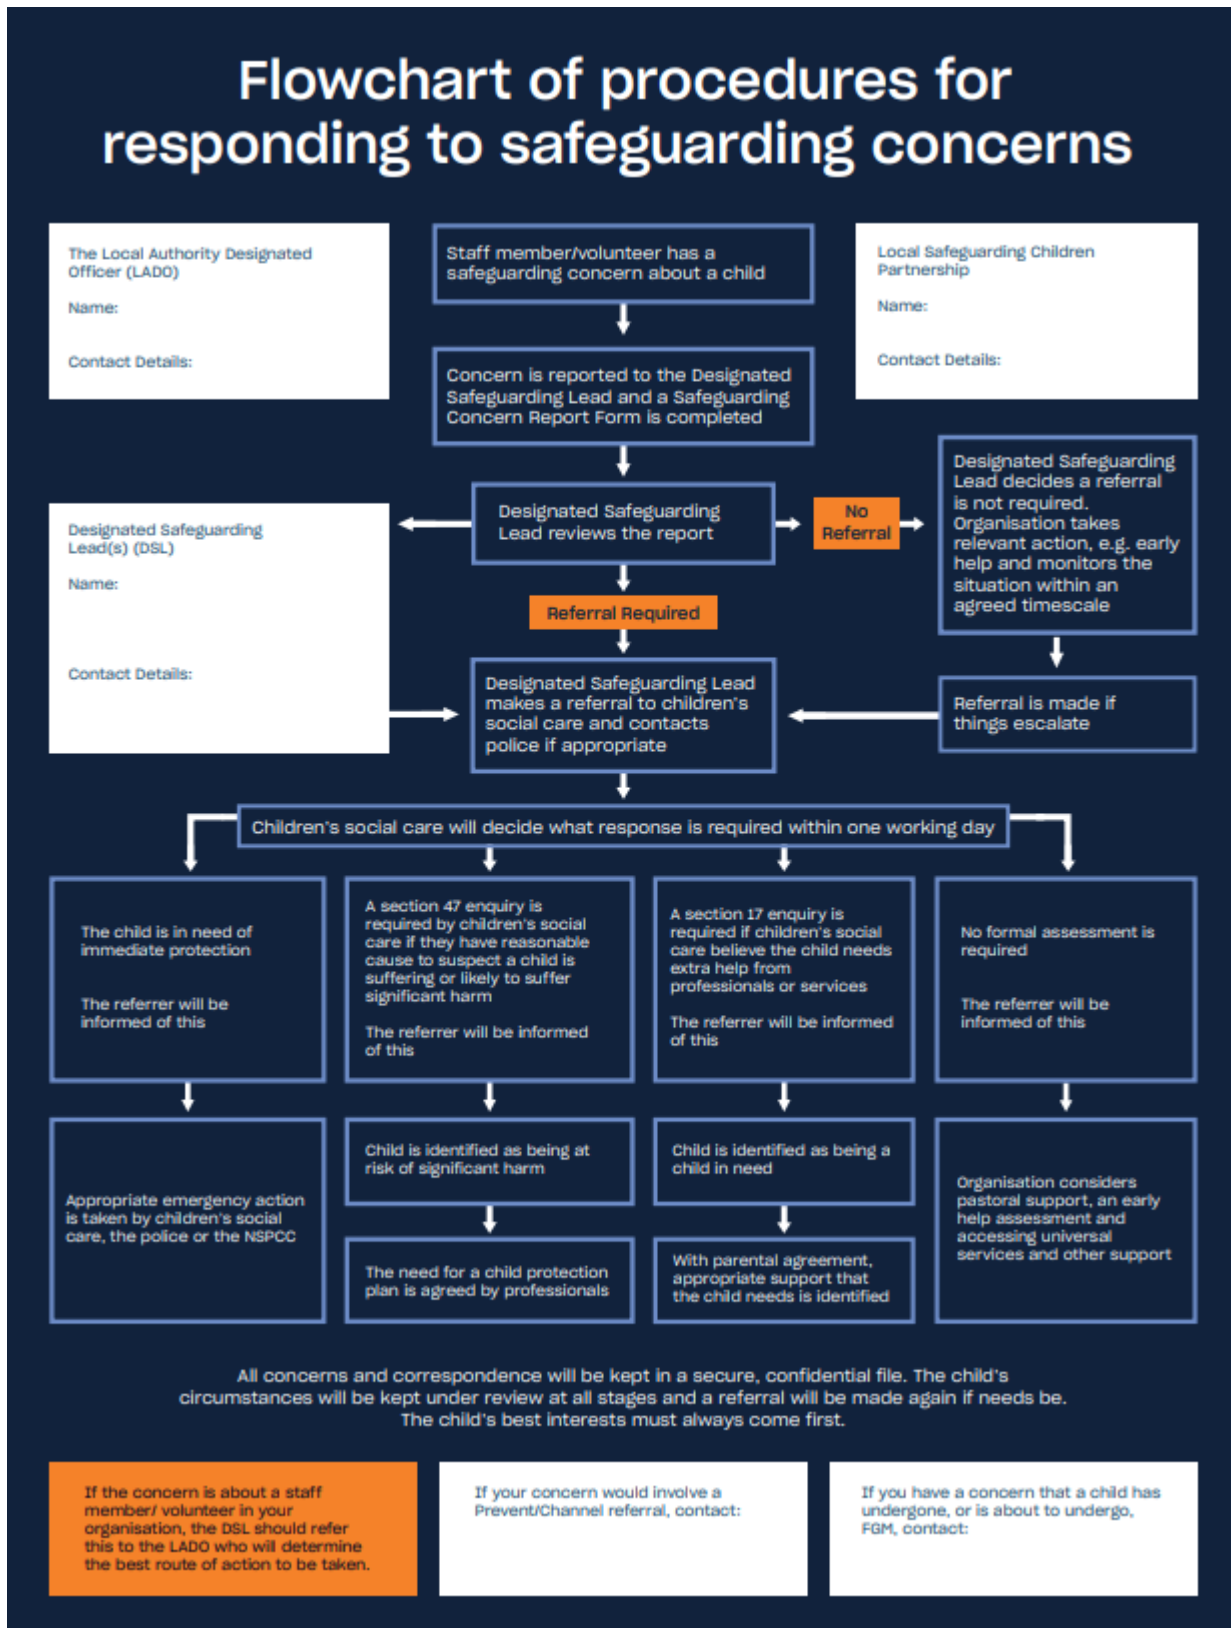 Flowchart of procedures for
responding to safeguarding concerns
The Local Authority Designated
Officer (LADO)
Name:
Contact Details:
Staff member/volunteer has a
safeguarding concern about a child
Local Safeguarding Children
Partnership
Name:
Contact Details:
Concern is reported to the Designated
Safeguarding Lead and a Safeguarding
Concern Report Form is completed
Designated Safeguarding
Lead(s) (DSL)
Name:
Contact Details:
Designated Safeguarding
Lead reviews the report
No
Referral
Designated Safeguarding
Lead decides a referral
is not required.
Organisation takes
relevant action, e.g. early
help and monitors the
situation within an
agreed timescale
Referral Required
Designated Safeguarding Lead
makes a referral to children's
social care and contacts
police if appropriate
Referral is made if
things escalate
Children's social care will decide what response is required within one working day
The child is in need of
immediate protection
The referrer will be
informed of this
A section 47 enquiry is
required by children's social
care if they have reasonable
cause to suspect a child is
suffering or likely to suffer
significant harm
The referrer will be informed
of this
A section 17 enquiry is
required if children's social
care believe the child needs
extra help from
professionals or services
The referrer will be informed
of this
No formal assessment is
required
The referrer will be
informed of this
Appropriate emergency action
is taken by children's social
care, the police or the NSPCC
Child is identified as being at
risk of significant harm
The need for a child protection
plan is agreed by professionals
Child is identified as being a
child in need
With parental agreement,
appropriate support that
the child needs is identified
Organisation considers
pastoral support, an early
help assessment and
accessing universal
services and other support
All concerns and correspondence will be kept in a secure, confidential file. The child's
circumstances will be kept under review at all stages and a referral will be made again if needs be.
The child's best interests must always come first.
If the concern is about a staff
member/ volunteer in your
organisation, the DSL should refer
this to the LADO who will determine
the best route of action to be taken.
If your concern would involve a
Prevent/Channel referral, contact:
If you have a concern that a child has
undergone, or is about to undergo,
FGM, contact: